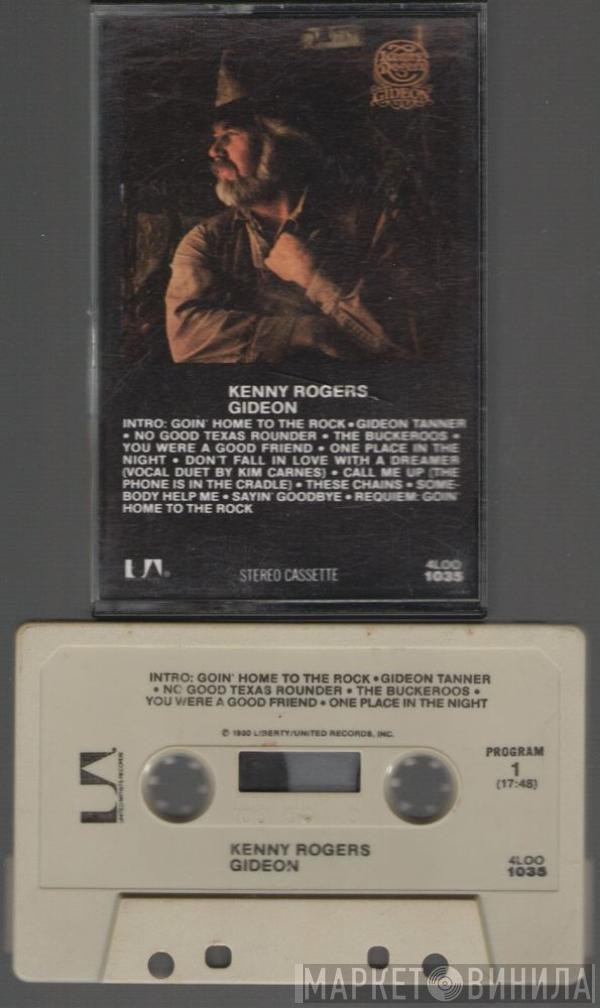 Kenny Rogers
GIDEON
KENNY ROGERS
GIDEON
INTRO: GOIN' HOME TO THE ROCK • GIDEON TANNER
• NO GOOD TEXAS ROUNDER • THE BUCKEROOS •
YOU WERE A GOOD FRIEND • ONE PLACE IN THE
NIGHT • DON'T FALL IN LOVE WITH A DREAMER
(VOCAL DUET BY KIM CARNES) • CALL ME UP (THE
PHONE IS IN THE CRADLE) • THESE CHAINS • SOME-
BODY HELP ME • SAYIN' GOODBYE • REQUIEM: GOIN'
HOME TO THE ROCK
UA®
STEREO CASSETTE
4LOO
1035
INTRO: GOIN' HOME TO THE ROCK • GIDEON TANNER
• NO GOOD TEXAS ROUNDER • THE BUCKEROOS •
YOU WERE A GOOD FRIEND • ONE PLACE IN THE NIGHT
℗ 1980 LIBERTY/UNITED RECORDS, INC.
UA
UNITED ARTISTS RECORDS
PROGRAM
1
(17:48)
KENNY ROGERS
GIDEON
4LOO
1035
МАРКЕТ ВИНИЛА